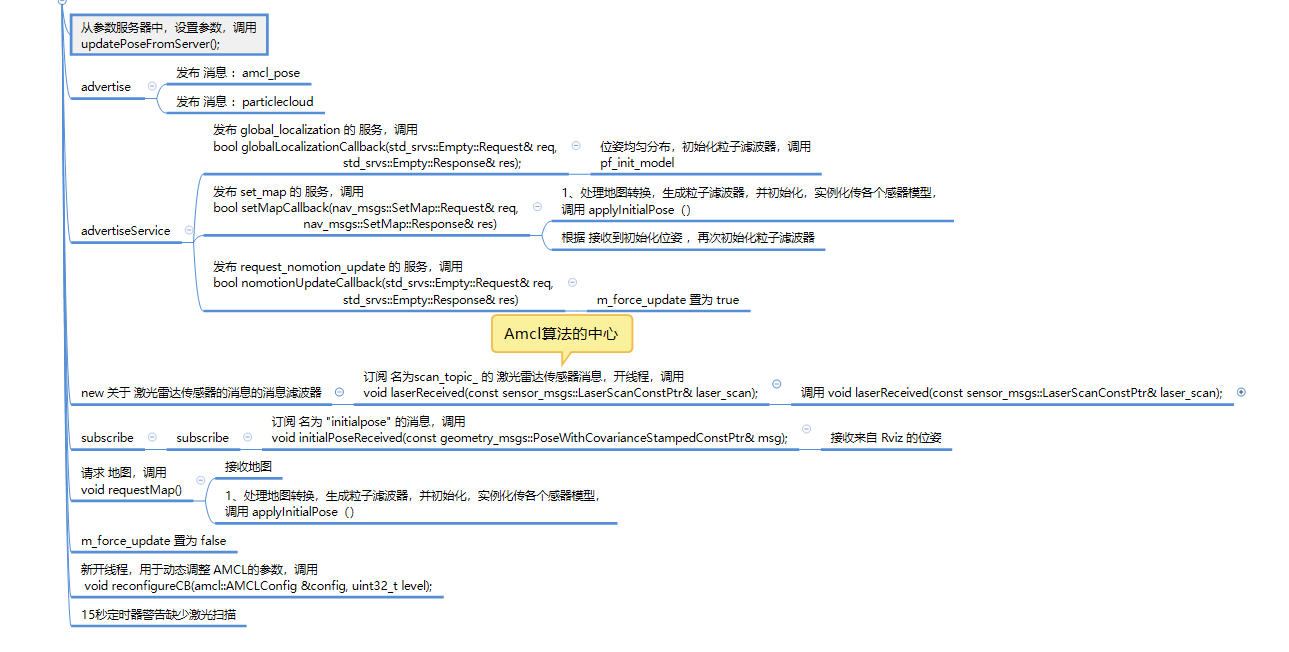 从参数服务器中，设置参数，调用
updatePoseFromServer();
advertise
发布 消息 ：amcl_pose
发布 消息 ：particlecloud
advertiseService
发布 global_localization 的 服务，调用
bool globalLocalizationCallback(std_srvs::Empty::Request& req,
std_srvs::Empty::Response& res);
位姿均匀分布，初始化粒子滤波器，调用
pf_init_model
发布 set_map 的 服务，调用
bool setMapCallback(nav_msgs::SetMap::Request& req,
nav_msgs::SetMap::Response& res)
1、处理地图转换，生成粒子滤波器，并初始化，实例化传各个感器模型，
调用 applyInitialPose（）
根据 接收到初始化位姿 ，再次初始化粒子滤波器
发布 request_nomotion_update 的 服务，调用
bool nomotionUpdateCallback(std_srvs::Empty::Request& req,
std_srvs::Empty::Response& res)
m_force_update 置为 true
Amcl算法的中心
new 关于 激光雷达传感器的消息的消息滤波器
订阅 名为scan_topic_ 的 激光雷达传感器消息，开线程，调用
void laserReceived(const sensor_msgs::LaserScanConstPtr& laser_scan);
调用 void laserReceived(const sensor_msgs::LaserScanConstPtr& laser_scan);
subscribe
subscribe
订阅 名为 "initialpose" 的消息，调用
void initialPoseReceived(const geometry_msgs::PoseWithCovarianceStampedConstPtr& msg);
接收来自 Rviz 的位姿
请求 地图，调用
void requestMap()
接收地图
1、处理地图转换，生成粒子滤波器，并初始化，实例化传各个感器模型，
调用 applyInitialPose（）
m_force_update 置为 false
新开线程，用于动态调整 AMCL的参数，调用
void reconfigureCB(amcl::AMCLConfig &config, uint32_t level);
15秒定时器警告缺少激光扫描